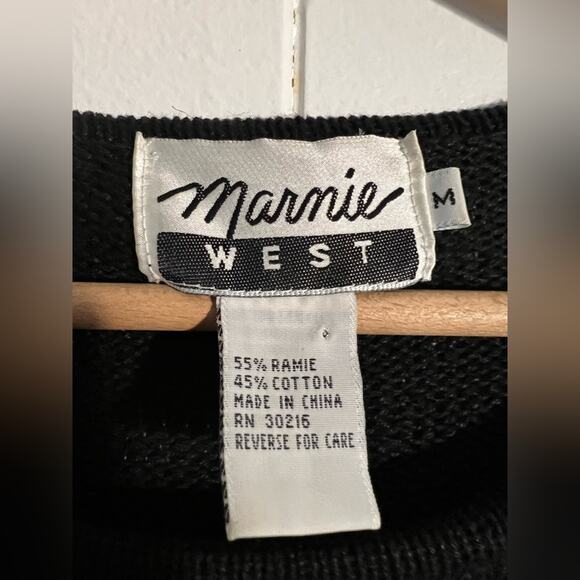 marnie
WEST
M
55% RAMIE
45% COTTON
MADE IN CHINA
RN 30216
REVERSE FOR CARE